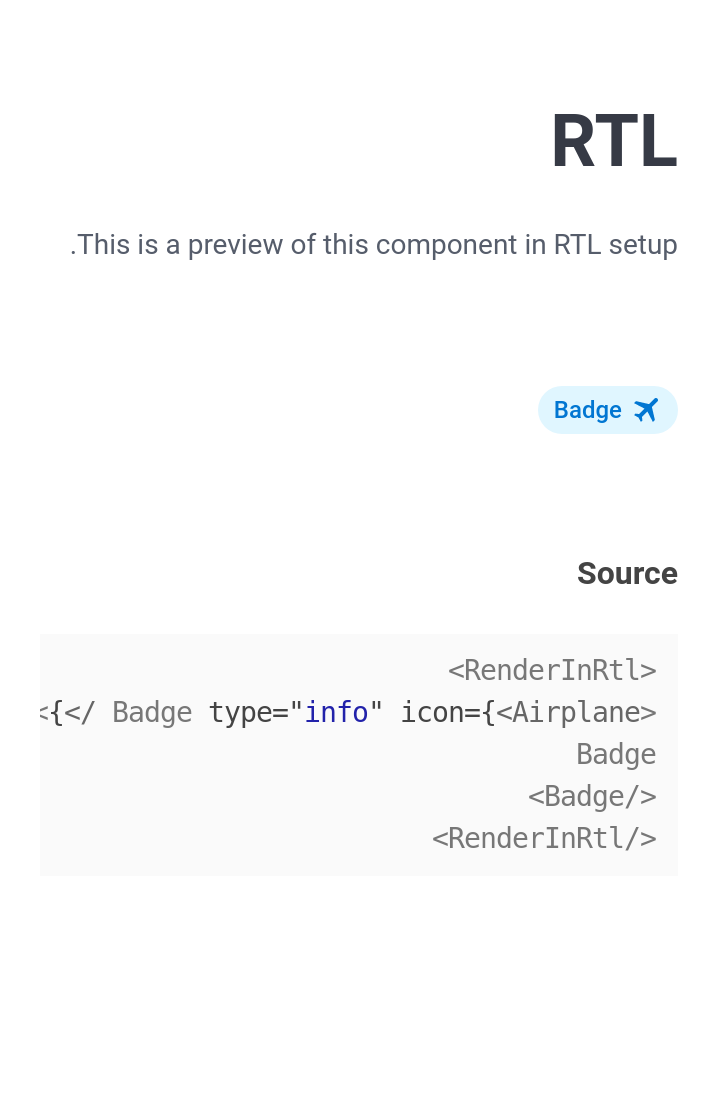 RTL
.This is a preview of this component in RTL setup
Badge
Source
<RenderInRtl>
<{</ Badge type="info" icon={<Airplane>
Badge
<Badge/>
<RenderInRtl/>